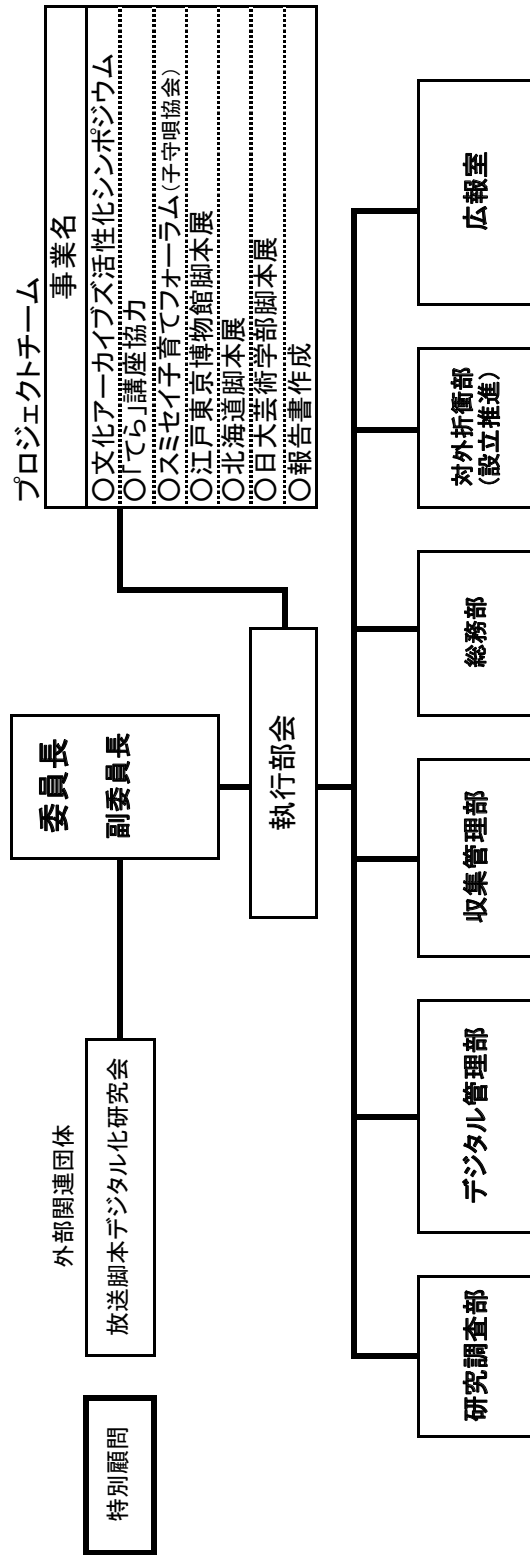 特別顧問
外部関連団体
放送脚本デジタル化研究会
委員長
副委員長
執行部会
プロジェクトチーム
事業名
○文化アーカイブズ活性化シンポジウム
○「てら」講座協力
○スミセイ子育てフォーラム(子守唄協会)
○江戸東京博物館脚本展
○北海道脚本展
○日大芸術学部脚本展
○報告書作成
研究調査部
デジタル管理部
収集管理部
総務部
対外折衝部
(設立推進)
広報室